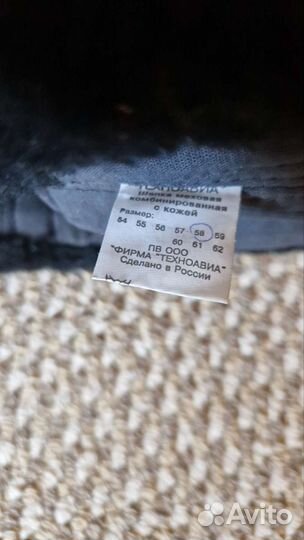 ТЕХНОАВИА
Шапка меховая
комбинированная
с кожей
Размер:
54 55 56 57 58 59
60 61 62
ПВ ООО
"ФИРМА "ТЕХНОАВИА"
Сделано в России
Avito